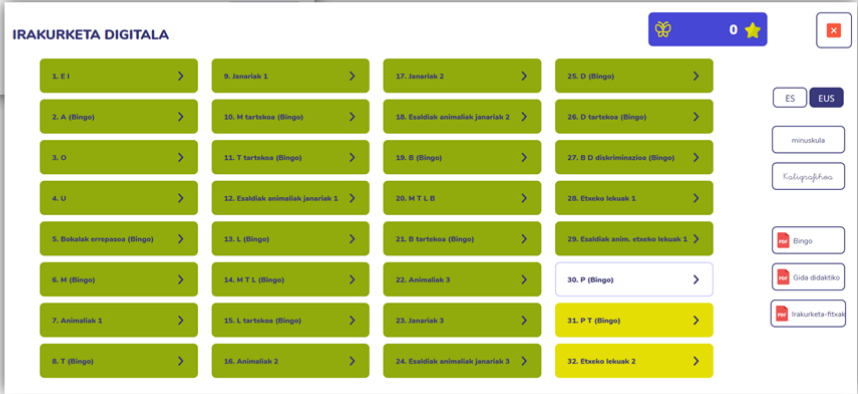 IRAKURKETA DIGITALA
0
1. E I
2. A (Bingo)
3. O
4. U
5. Bokalak errepasoa (Bingo)
6. M (Bingo)
7. Animaliak 1
8. T (Bingo)
9. Janariak 1
10. M tartekoa (Bingo)
11. T tartekoa (Bingo)
12. Esaldiak animaliak janariak 1
13. L (Bingo)
14. M T L (Bingo)
15. L tartekoa (Bingo)
16. Animaliak 2
17. Janariak 2
18. Esaldiak animaliak janariak 2
19. B (Bingo)
20. M T L B
21. B tartekoa (Bingo)
22. Animaliak 3
23. Janariak 3
24. Esaldiak animaliak janariak 3
25. D (Bingo)
26. D tartekoa (Bingo)
27. B D diskriminazioa (Bingo)
28. Etxeko lekuak 1
29. Esaldiak anim. etxeko lekuak 1
30. P (Bingo)
31. P T (Bingo)
32. Etxeko lekuak 2
ES EUS
minuskula
Kaligrafikoa
PDF Bingo
PDF Gida didaktiko
PDF Irakurketa-fitxak